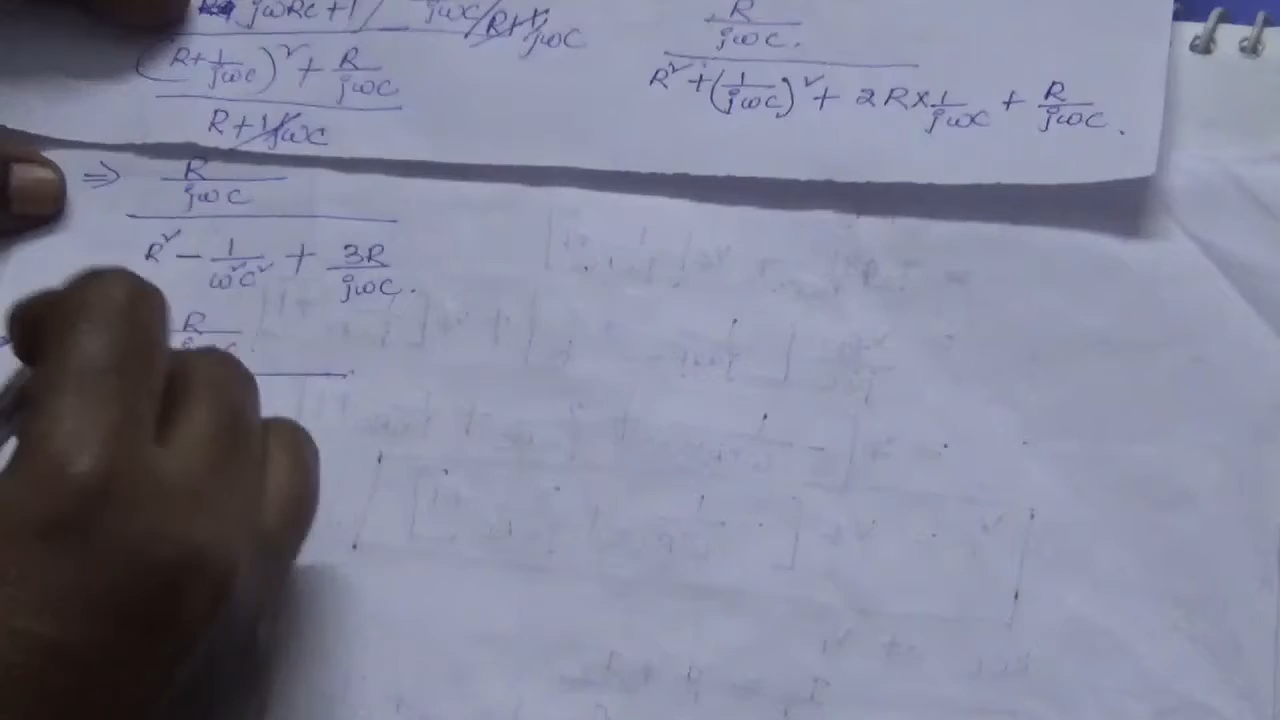 jωRC+1 / jωC / R+1/jωC
(R+1/jωC)² + R/jωC
R+1/jωC
R/jωC.
R²+(1/jωC)²+ 2R×1/jωC + R/jωC.
⇒ R/jωC
R² - 1/ω²C² + 3R/jωC.
R